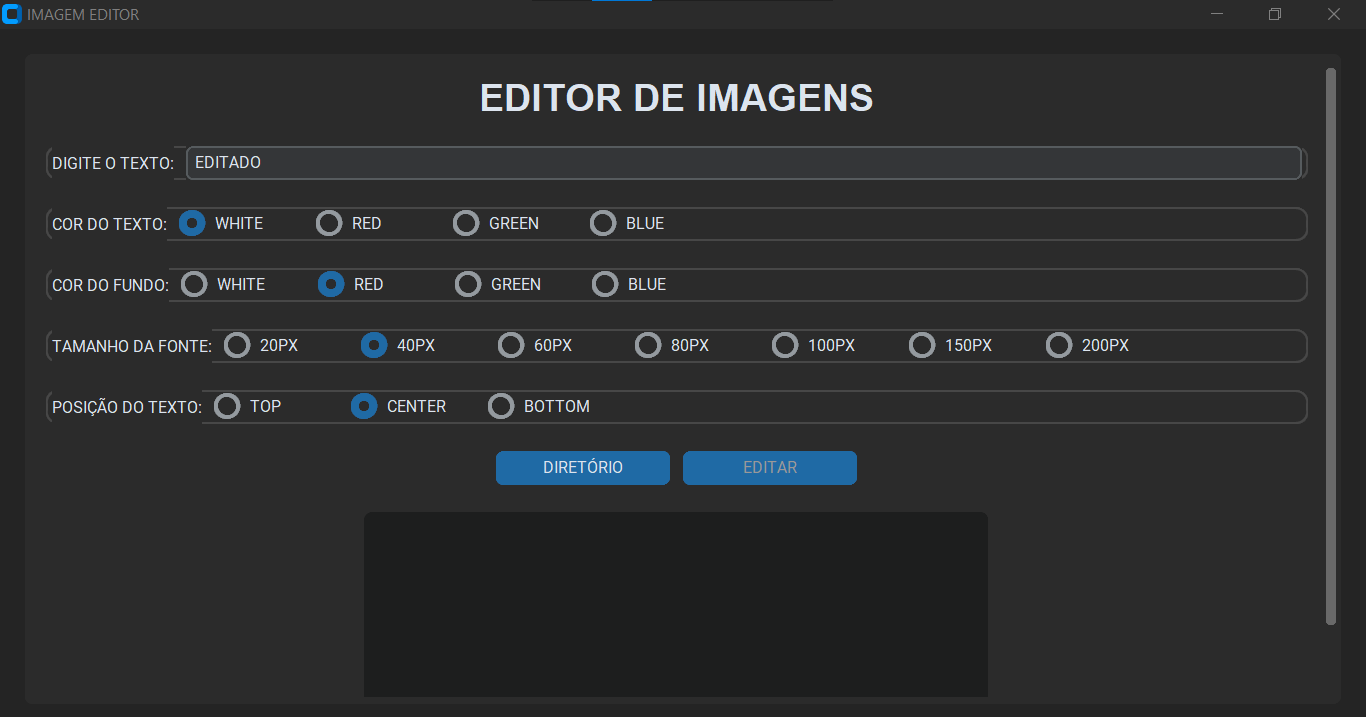 IMAGEM EDITOR
EDITOR DE IMAGENS
DIGITE O TEXTO: EDITADO
COR DO TEXTO: WHITE RED GREEN BLUE
COR DO FUNDO: WHITE RED GREEN BLUE
TAMANHO DA FONTE: 20PX 40PX 60PX 80PX 100PX 150PX 200PX
POSIÇÃO DO TEXTO: TOP CENTER BOTTOM
DIRETÓRIO EDITAR